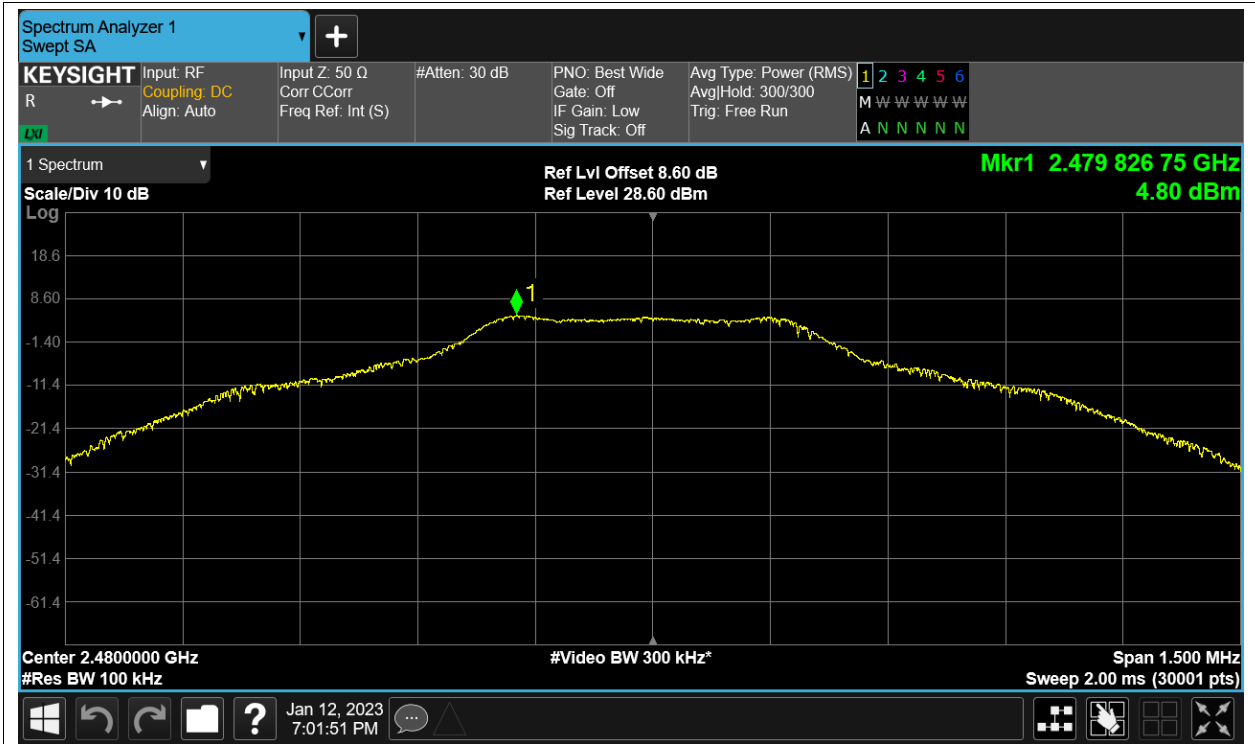 Spectrum Analyzer 1
Swept SA
+
KEYSIGHT Input: RF Input Z: 50 Ω #Atten: 30 dB PNO: Best Wide Avg Type: Power (RMS) 1 2 3 4 5 6
R Coupling: DC Corr CCorr Gate: Off Avg|Hold: 300/300 M W W W W W W
Align: Auto Freq Ref: Int (S) IF Gain: Low Trig: Free Run
LXI Sig Track: Off A N N N N N N
1 Spectrum
Ref Lvl Offset 8.60 dB
Mkr1 2.479 826 75 GHz
Scale/Div 10 dB Ref Level 28.60 dBm 4.80 dBm
Log
18.6
8.60
1
-1.40
-11.4
-21.4
-31.4
-41.4
-51.4
-61.4
Center 2.4800000 GHz #Video BW 300 kHz* Span 1.500 MHz
#Res BW 100 kHz Sweep 2.00 ms (30001 pts)
? Jan 12, 2023
7:01:51 PM